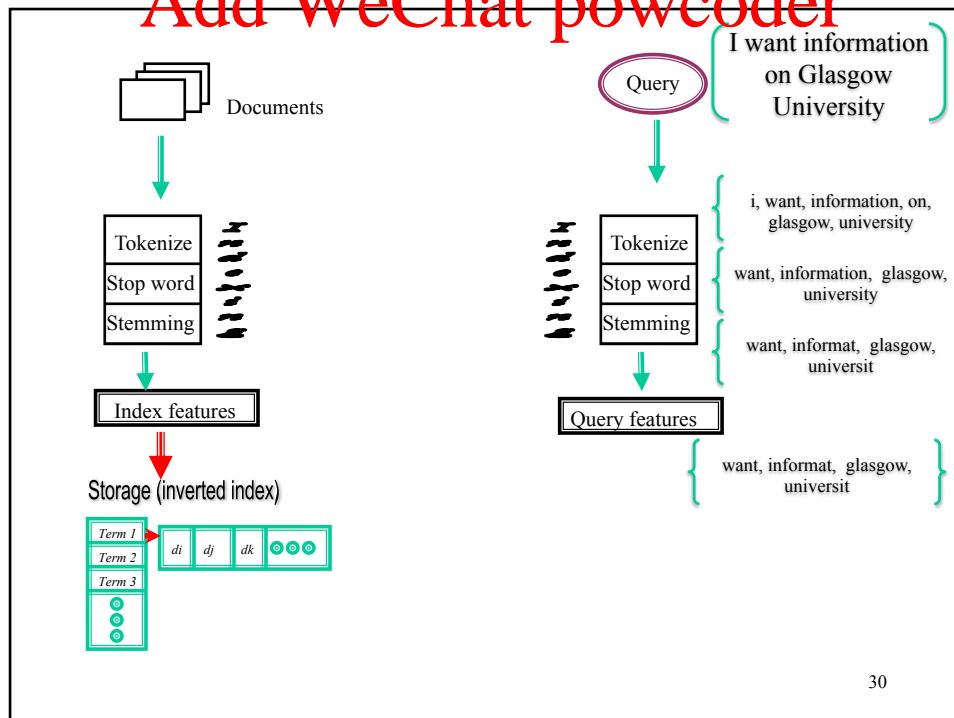 Add WeChat powcoder
Documents
Tokenize
Stop word
Stemming
Index features
Storage (inverted index)
Term 1
Term 2
Term 3
di dj dk
Query
I want information
on Glasgow
University
Tokenize
Stop word
Stemming
Query features
i, want, information, on,
glasgow, university
want, information, glasgow,
university
want, informat, glasgow,
universit
want, informat, glasgow,
universit
30